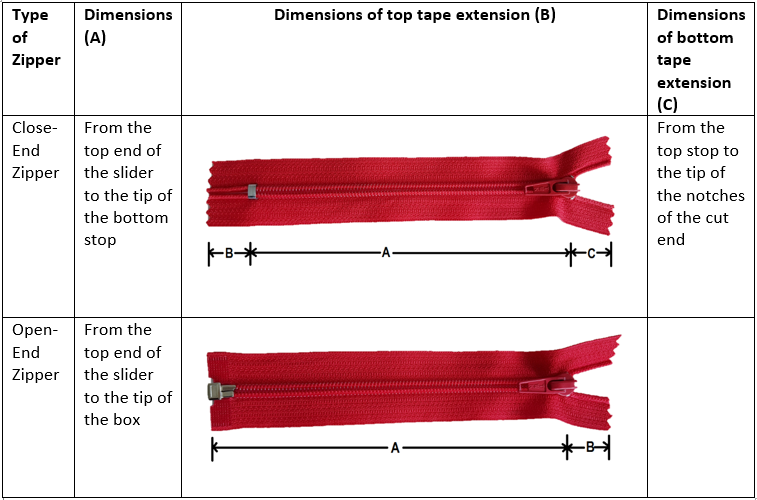 Type of Zipper
Dimensions (A)
Dimensions of top tape extension (B)
Dimensions of bottom tape extension (C)
Close-End Zipper
From the top end of the slider to the tip of the bottom stop
B
A
C
From the top stop to the tip of the notches of the cut end
Open-End Zipper
From the top end of the slider to the tip of the box
A
B